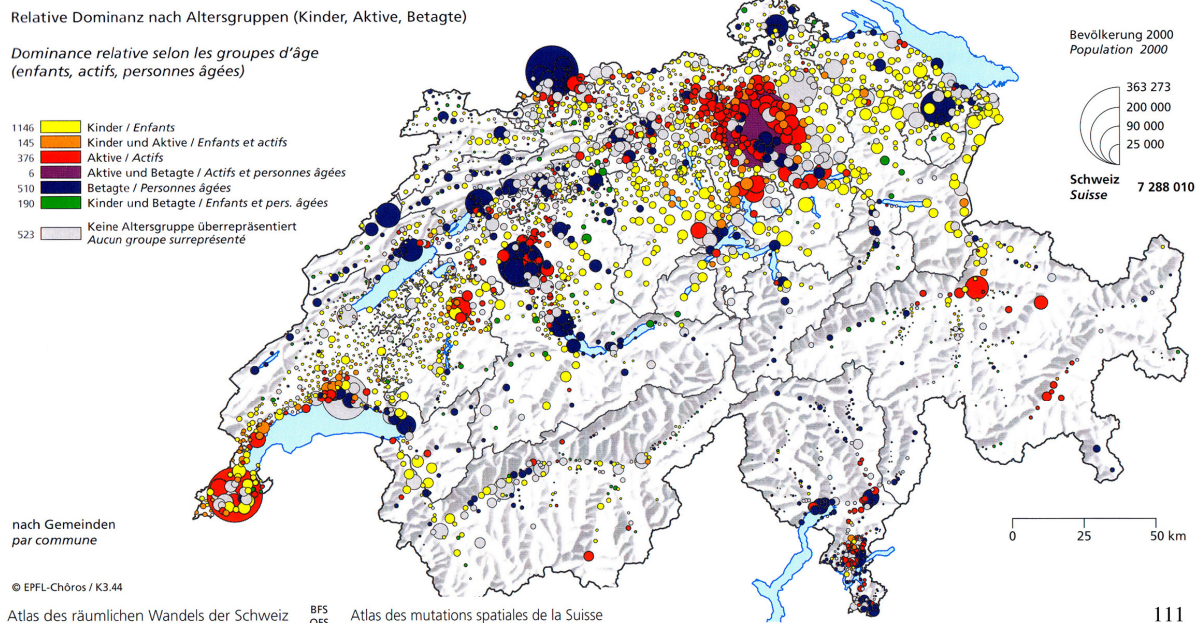 Relative Dominanz nach Altersgruppen (Kinder, Aktive, Betagte)
Dominance relative selon les groupes d'âge
(enfants, actifs, personnes âgées)
1146 Kinder / Enfants
145 Kinder und Aktive / Enfants et actifs
376 Aktive / Actifs
6 Aktive und Betagte / Actifs et personnes âgées
510 Betagte / Personnes âgées
190 Kinder und Betagte / Enfants et pers. âgées
523 Keine Altersgruppe überrepräsentiert
Aucun groupe surreprésenté
Bevölkerung 2000
Population 2000
363 273
200 000
90 000
25 000
Schweiz
Suisse
7 288 010
nach Gemeinden
par commune
0 25 50 km
© EPFL-Chôros / K3.44
Atlas des räumlichen Wandels der Schweiz
BFS
OFS
Atlas des mutations spatiales de la Suisse
111